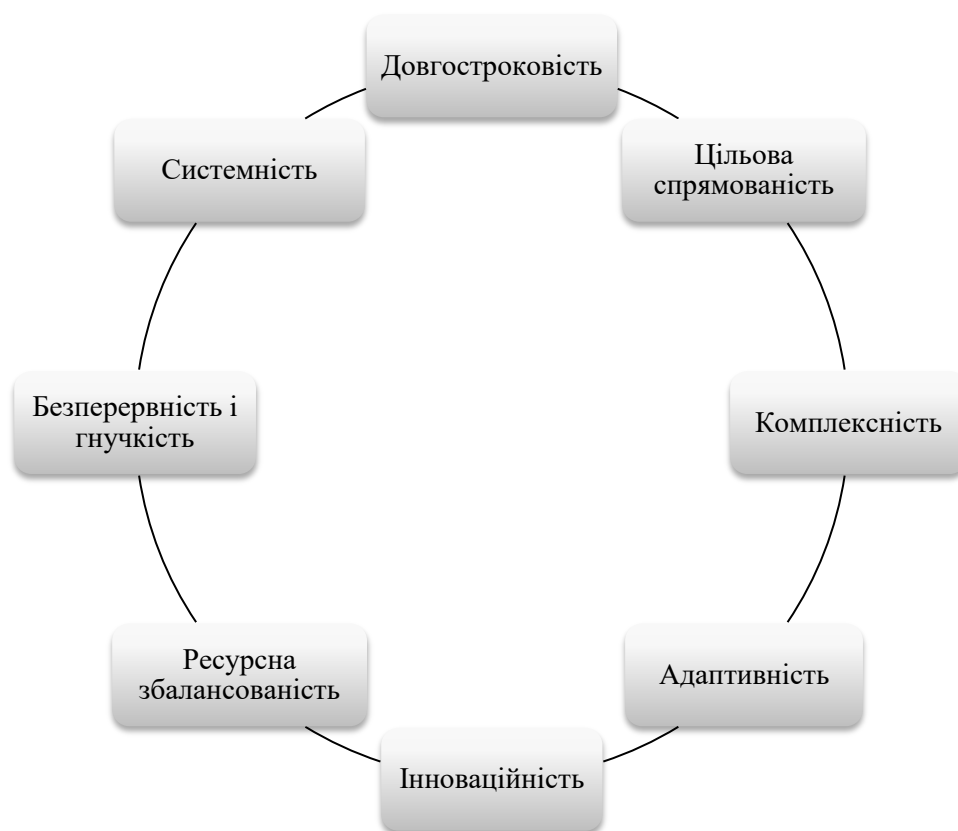 Довгостроковість
Цільова
спрямованість
Комплексність
Адаптивність
Інноваційність
Ресурсна
збалансованість
Безперервність і
гнучкість
Системність